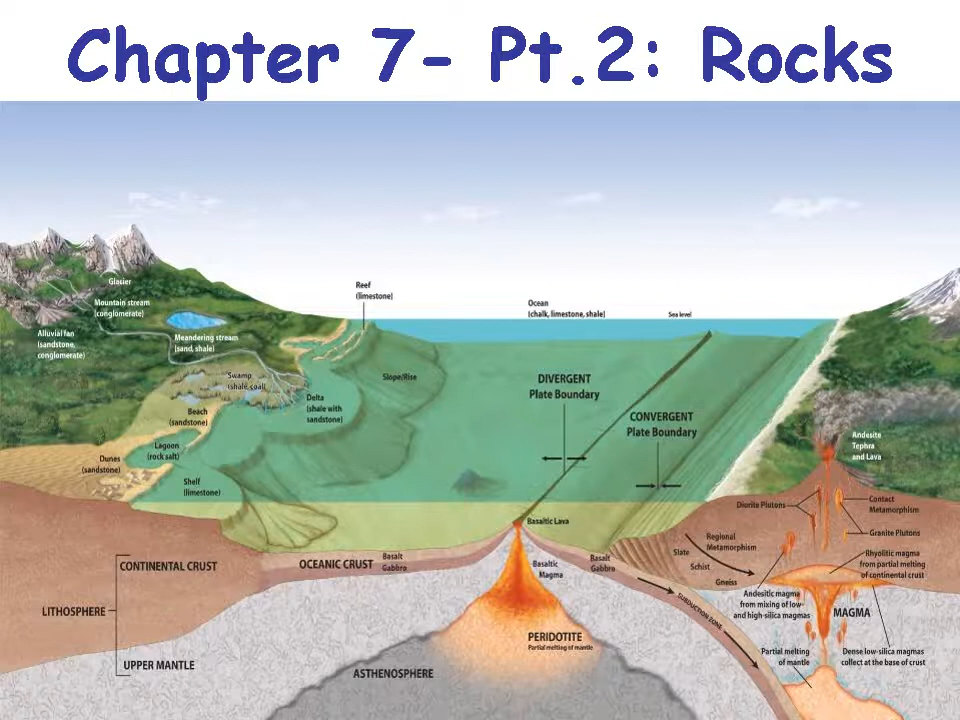 Chapter 7- Pt.2: Rocks
Glacier
Mountain stream
(conglomerate)
Alluvial fan
(sandstone,
conglomerate)
Meandering stream
(sand, shale)
Swamp
(shale, coal)
Beach
(sandstone)
Delta
(shale with
sandstone)
Lagoon
(rock salt)
Dunes
(sandstone)
Shelf
(limestone)
Reef
(limestone)
Slope/Rise
Ocean
(chalk, limestone, shale)
Sea level
DIVERGENT
Plate Boundary
CONVERGENT
Plate Boundary
Andesite
Tephra
and Lava
Diorite Plutons
Contact
Metamorphism
Granite Plutons
Basaltic Lava
Regional
Metamorphism
Slate
Schist
Gneiss
Rhyolitic magma
from partial melting
of continental crust
CONTINENTAL CRUST
OCEANIC CRUST
Basalt
Gabbro
Basaltic
Magma
Basalt
Gabbro
SUBDUCTION ZONE
Andesitic magma
from mixing of low-
and high-silica magmas
MAGMA
LITHOSPHERE
PERIDOTITE
Partial melting of mantle
Partial melting
of mantle
Dense low-silica magmas
collect at the base of crust
UPPER MANTLE
ASTHENOSPHERE